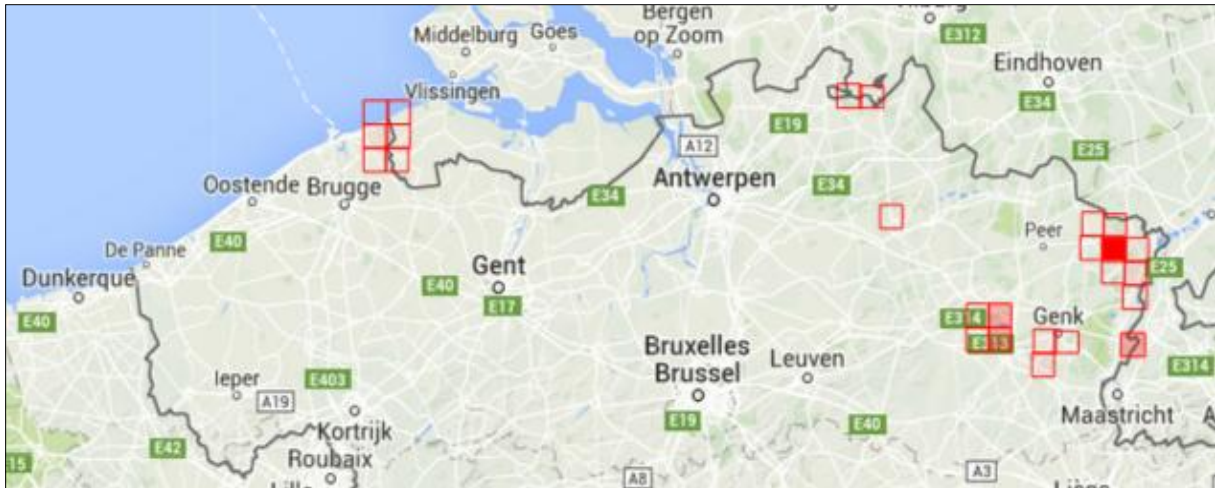 Bergen
op Zoom
Goes
Middelburg
E312
Eindhoven
Vlissingen
E34
E19
A12
E25
Oostende
Brugge
Antwerpen
E34
E34
De Panne
E40
Peer
Dunkerque
Gent
E40
E25
E17
E40
E314
Genk
E313
Bruxelles
Brussel
Leuven
Ieper
E403
E314
A19
E19
Maastricht
E40
Kortrijk
E42
Roubaix
A3
A8